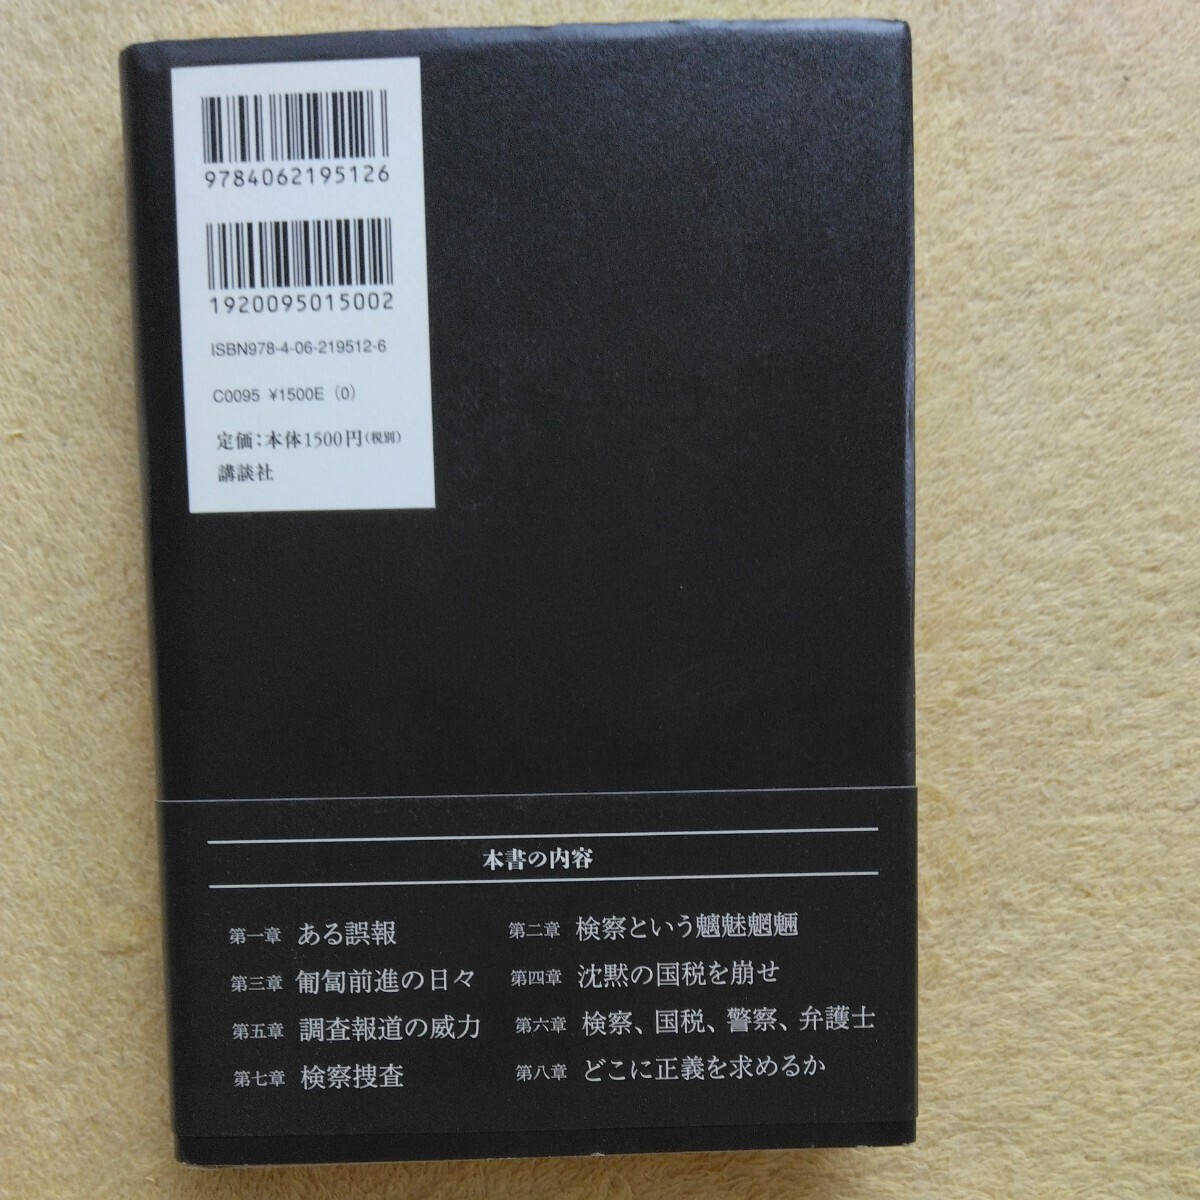 9784062195126
1920095015002
ISBN978-4-06-219512-6
C0095 ¥1500E (0)
定価:本体1500円(税別)
講談社
本書の内容
第一章 ある誤報
第二章 検察という魑魅魍魎
第三章 匍匐前進の日々
第四章 沈黙の国税を崩せ
第五章 調査報道の威力
第六章 検察、国税、警察、弁護士
第七章 検察捜査
第八章 どこに正義を求めるか